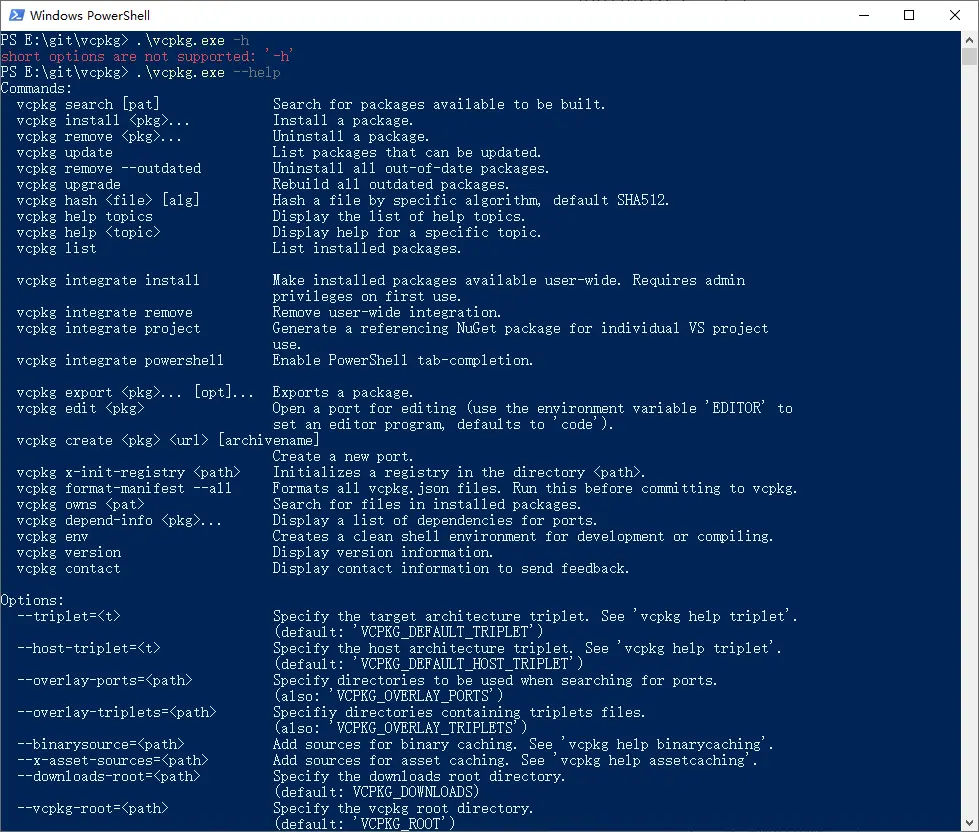 Windows PowerShell
PS E:\git\vcpkg> .\vcpkg.exe -h
short options are not supported: '-h'
PS E:\git\vcpkg> .\vcpkg.exe --help
Commands:
  vcpkg search [pat]              Search for packages available to be built.
  vcpkg install <pkg>...          Install a package.
  vcpkg remove <pkg>...           Uninstall a package.
  vcpkg update                    List packages that can be updated.
  vcpkg remove --outdated         Uninstall all out-of-date packages.
  vcpkg upgrade                   Rebuild all outdated packages.
  vcpkg hash <file> [alg]         Hash a file by specific algorithm, default SHA512.
  vcpkg help topics               Display the list of help topics.
  vcpkg help <topic>              Display help for a specific topic.
  vcpkg list                      List installed packages.

  vcpkg integrate install         Make installed packages available user-wide. Requires admin
                                  privileges on first use.
  vcpkg integrate remove          Remove user-wide integration.
  vcpkg integrate project         Generate a referencing NuGet package for individual VS project
                                  use.
  vcpkg integrate powershell      Enable PowerShell tab-completion.

  vcpkg export <pkg>... [opt]...  Exports a package.
  vcpkg edit <pkg>                Open a port for editing (use the environment variable 'EDITOR' to
                                  set an editor program, defaults to 'code').
  vcpkg create <pkg> <url> [archivename]
                                  Create a new port.
  vcpkg x-init-registry <path>    Initializes a registry in the directory <path>.
  vcpkg format-manifest --all     Formats all vcpkg.json files. Run this before committing to vcpkg.
  vcpkg owns <pat>                Search for files in installed packages.
  vcpkg depend-info <pkg>...      Display a list of dependencies for ports.
  vcpkg env                       Creates a clean shell environment for development or compiling.
  vcpkg version                   Display version information.
  vcpkg contact                   Display contact information to send feedback.

Options:
  --triplet=<t>                   Specify the target architecture triplet. See 'vcpkg help triplet'.
                                  (default: 'VCPKG_DEFAULT_TRIPLET')
  --host-triplet=<t>              Specify the host architecture triplet. See 'vcpkg help triplet'.
                                  (default: 'VCPKG_DEFAULT_HOST_TRIPLET')
  --overlay-ports=<path>          Specify directories to be used when searching for ports.
                                  (also: 'VCPKG_OVERLAY_PORTS')
  --overlay-triplets=<path>       Specifiy directories containing triplets files.
                                  (also: 'VCPKG_OVERLAY_TRIPLETS')
  --binarysource=<path>           Add sources for binary caching. See 'vcpkg help binarycaching'.
  --x-asset-sources=<path>        Add sources for asset caching. See 'vcpkg help assetcaching'.
  --downloads-root=<path>         Specify the downloads root directory.
                                  (default: VCPKG_DOWNLOADS)
  --vcpkg-root=<path>             Specify the vcpkg root directory.
                                  (default: 'VCPKG_ROOT')